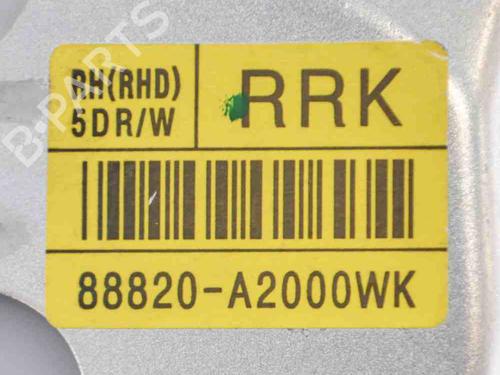 RH(RHD)
5DR/W
RRK
88820-A2000WK
B-PARTS